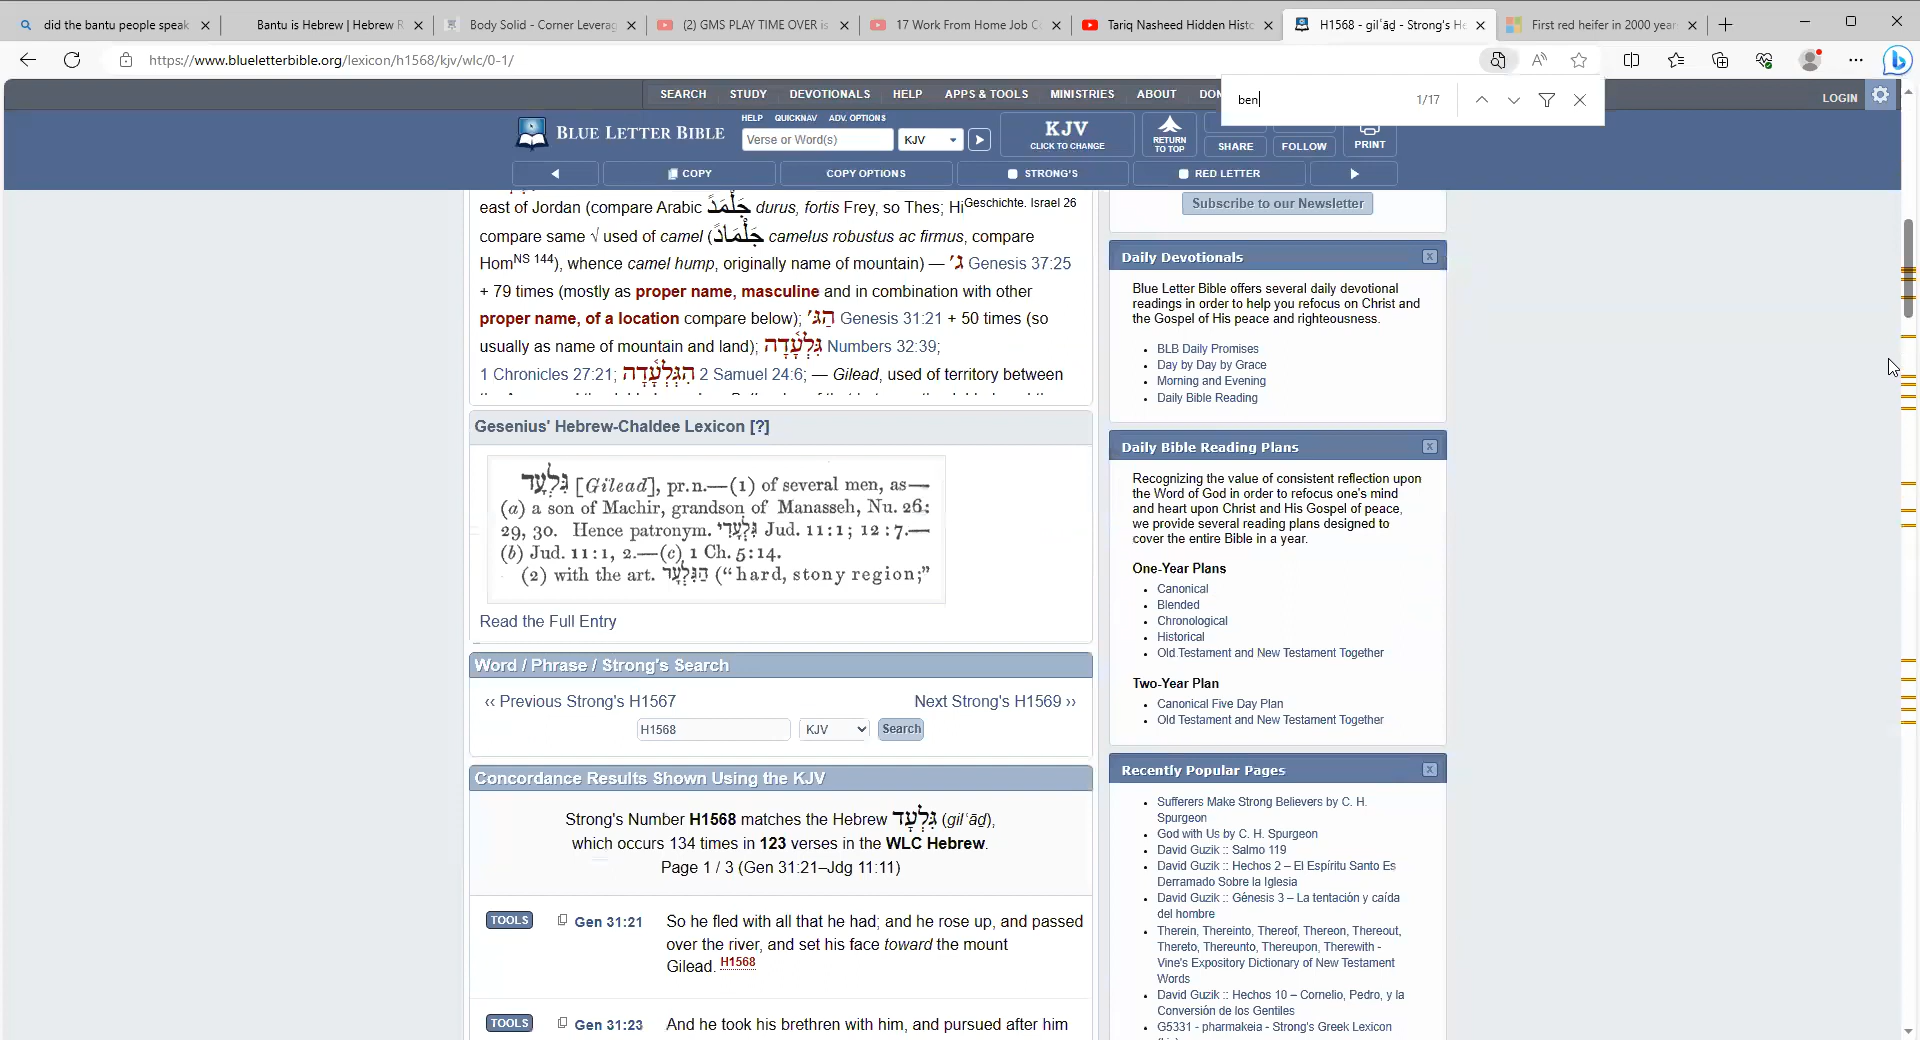 did the bantu people speak
Bantu is Hebrew | Hebrew R
Body Solid - Corner Leverag
(2) GMS PLAY TIME OVER is
17 Work From Home Job C
Tariq Nasheed Hidden Histo
H1568 - gilʿāḏ - Strong's He
First red heifer in 2000 year
https://www.blueletterbible.org/lexicon/h1568/kjv/wlc/0-1/
ben
1/17
SEARCH STUDY DEVOTIONALS HELP APPS & TOOLS MINISTRIES ABOUT DON
LOGIN
BLUE LETTER BIBLE
HELP QUICKNAV ADV. OPTIONS
Verse or Word(s)
KJV
KJV
CLICK TO CHANGE
RETURN
TO TOP
SHARE
FOLLOW
PRINT
COPY
COPY OPTIONS
STRONG'S
RED LETTER
east of Jordan (compare Arabic durus, fortis Frey, so Thes; HiGeschichte. Israel 26
compare same √ used of camel ( camelus robustus ac firmus, compare
HomNS 144), whence camel hump, originally name of mountain) — ג׳ Genesis 37:25
+ 79 times (mostly as proper name, masculine and in combination with other
proper name, of a location compare below); הַגּ׳ Genesis 31:21 + 50 times (so
usually as name of mountain and land); גִּלְעָ֫דָה Numbers 32:39;
1 Chronicles 27:21; הַגִּלְעָ֫דָה 2 Samuel 24:6; — Gilead, used of territory between
Gesenius' Hebrew-Chaldee Lexicon [?]
גִּלְעָד [Gilead], pr.n.—(1) of several men, as—
(a) a son of Machir, grandson of Manasseh, Nu. 26:
29, 30. Hence patronym. גִּלְעָדִי Jud. 11:1; 12:7.—
(b) Jud. 11:1, 2.—(c) 1 Ch. 5:14.
(2) with the art. הַגִּלְעָד ("hard, stony region;"
Read the Full Entry
Word / Phrase / Strong's Search
‹‹ Previous Strong's H1567
Next Strong's H1569 ››
H1568
KJV
Search
Concordance Results Shown Using the KJV
Strong's Number H1568 matches the Hebrew גִּלְעָד (gilʿāḏ),
which occurs 134 times in 123 verses in the WLC Hebrew.
Page 1 / 3 (Gen 31:21–Jdg 11:11)
TOOLS
Gen 31:21
So he fled with all that he had; and he rose up, and passed
over the river, and set his face toward the mount
Gilead. H1568
TOOLS
Gen 31:23
And he took his brethren with him, and pursued after him
Subscribe to our Newsletter
Daily Devotionals
Blue Letter Bible offers several daily devotional
readings in order to help you refocus on Christ and
the Gospel of His peace and righteousness.
BLB Daily Promises
Day by Day by Grace
Morning and Evening
Daily Bible Reading
Daily Bible Reading Plans
Recognizing the value of consistent reflection upon
the Word of God in order to refocus one's mind
and heart upon Christ and His Gospel of peace,
we provide several reading plans designed to
cover the entire Bible in a year.
One-Year Plans
Canonical
Blended
Chronological
Historical
Old Testament and New Testament Together
Two-Year Plan
Canonical Five Day Plan
Old Testament and New Testament Together
Recently Popular Pages
Sufferers Make Strong Believers by C. H.
Spurgeon
God with Us by C. H. Spurgeon
David Guzik :: Salmo 119
David Guzik :: Hechos 2 – El Espíritu Santo Es
Derramado Sobre la Iglesia
David Guzik :: Génesis 3 – La tentación y caída
del hombre
Therein, Thereinto, Thereof, Thereon, Thereout,
Thereto, Thereunto, Thereupon, Therewith -
Vine's Expository Dictionary of New Testament
Words
David Guzik :: Hechos 10 – Cornelio, Pedro, y la
Conversión de los Gentiles
G5331 - pharmakeia - Strong's Greek Lexicon